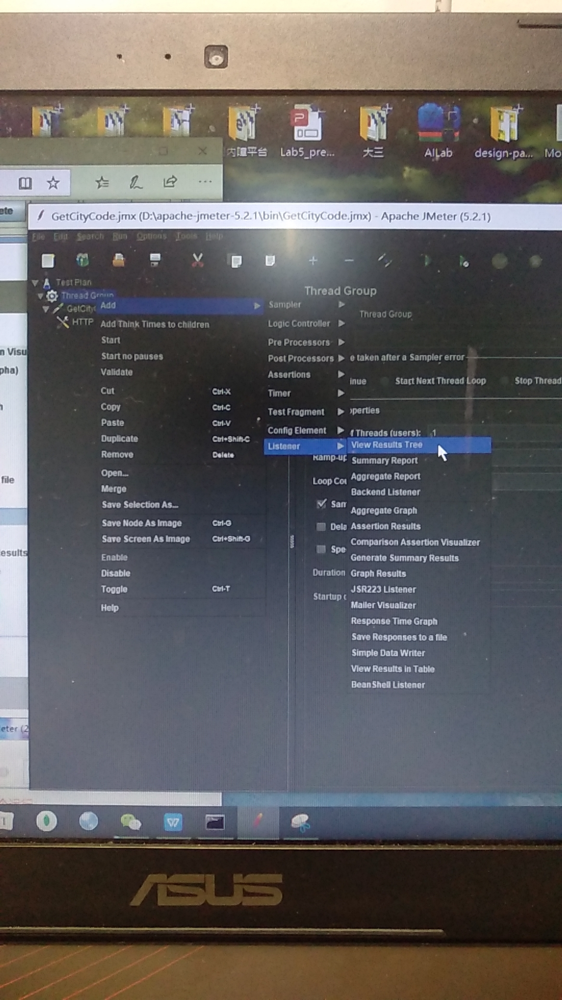 Lab5_pre...
大三
AILab
design-pa...
Mo
ete
GetCityCode.jmx (D:\apache-jmeter-5.2.1\bin\GetCityCode.jmx) - Apache JMeter (5.2.1)
File Edit Search Run Options Tools Help
Test Plan
Thread Group
GetCity
HTTP
Add
Add Think Times to children
Start
Start no pauses
Validate
Cut Ctrl-X
Copy Ctrl-C
Paste Ctrl-V
Duplicate Ctrl+Shift-C
Remove Delete
Open...
Merge
Save Selection As...
Save Node As Image Ctrl-G
Save Screen As Image Ctrl+Shift-G
Enable
Disable
Toggle Ctrl-T
Help
Sampler
Logic Controller
Pre Processors
Post Processors
Assertions
Timer
Test Fragment
Config Element
Listener
Thread Group
Thread Group
e taken after a Sampler error
inue Start Next Thread Loop Stop Thread
operties
f Threads (users): 1
Ramp-up
Loop Cou
Sam
Dela
Spe
Duration
Startup
View Results Tree
Summary Report
Aggregate Report
Backend Listener
Aggregate Graph
Assertion Results
Comparison Assertion Visualizer
Generate Summary Results
Graph Results
JSR223 Listener
Mailer Visualizer
Response Time Graph
Save Responses to a file
Simple Data Writer
View Results in Table
BeanShell Listener
n Visu
pha)
file
esults
eter (2
ASUS